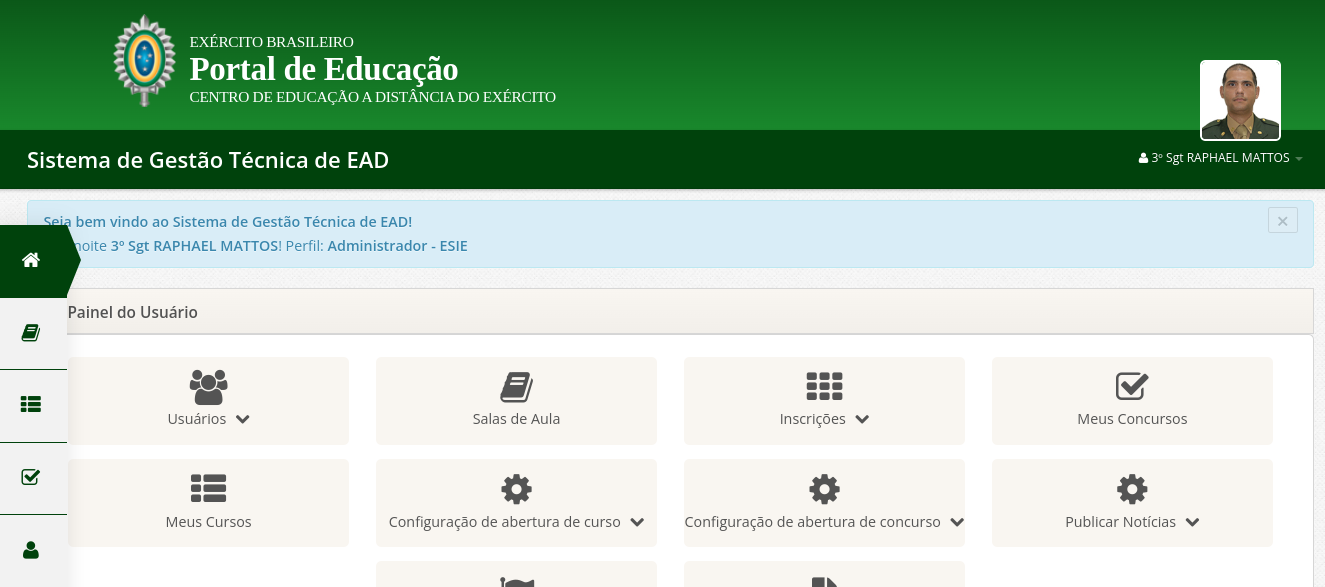 EXÉRCITO BRASILEIRO
Portal de Educação
CENTRO DE EDUCAÇÃO A DISTÂNCIA DO EXÉRCITO
Sistema de Gestão Técnica de EAD
3º Sgt RAPHAEL MATTOS
Seja bem vindo ao Sistema de Gestão Técnica de EAD!
noite 3º Sgt RAPHAEL MATTOS! Perfil: Administrador - ESIE
Painel do Usuário
Usuários
Salas de Aula
Inscrições
Meus Concursos
Meus Cursos
Configuração de abertura de curso
Configuração de abertura de concurso
Publicar Notícias